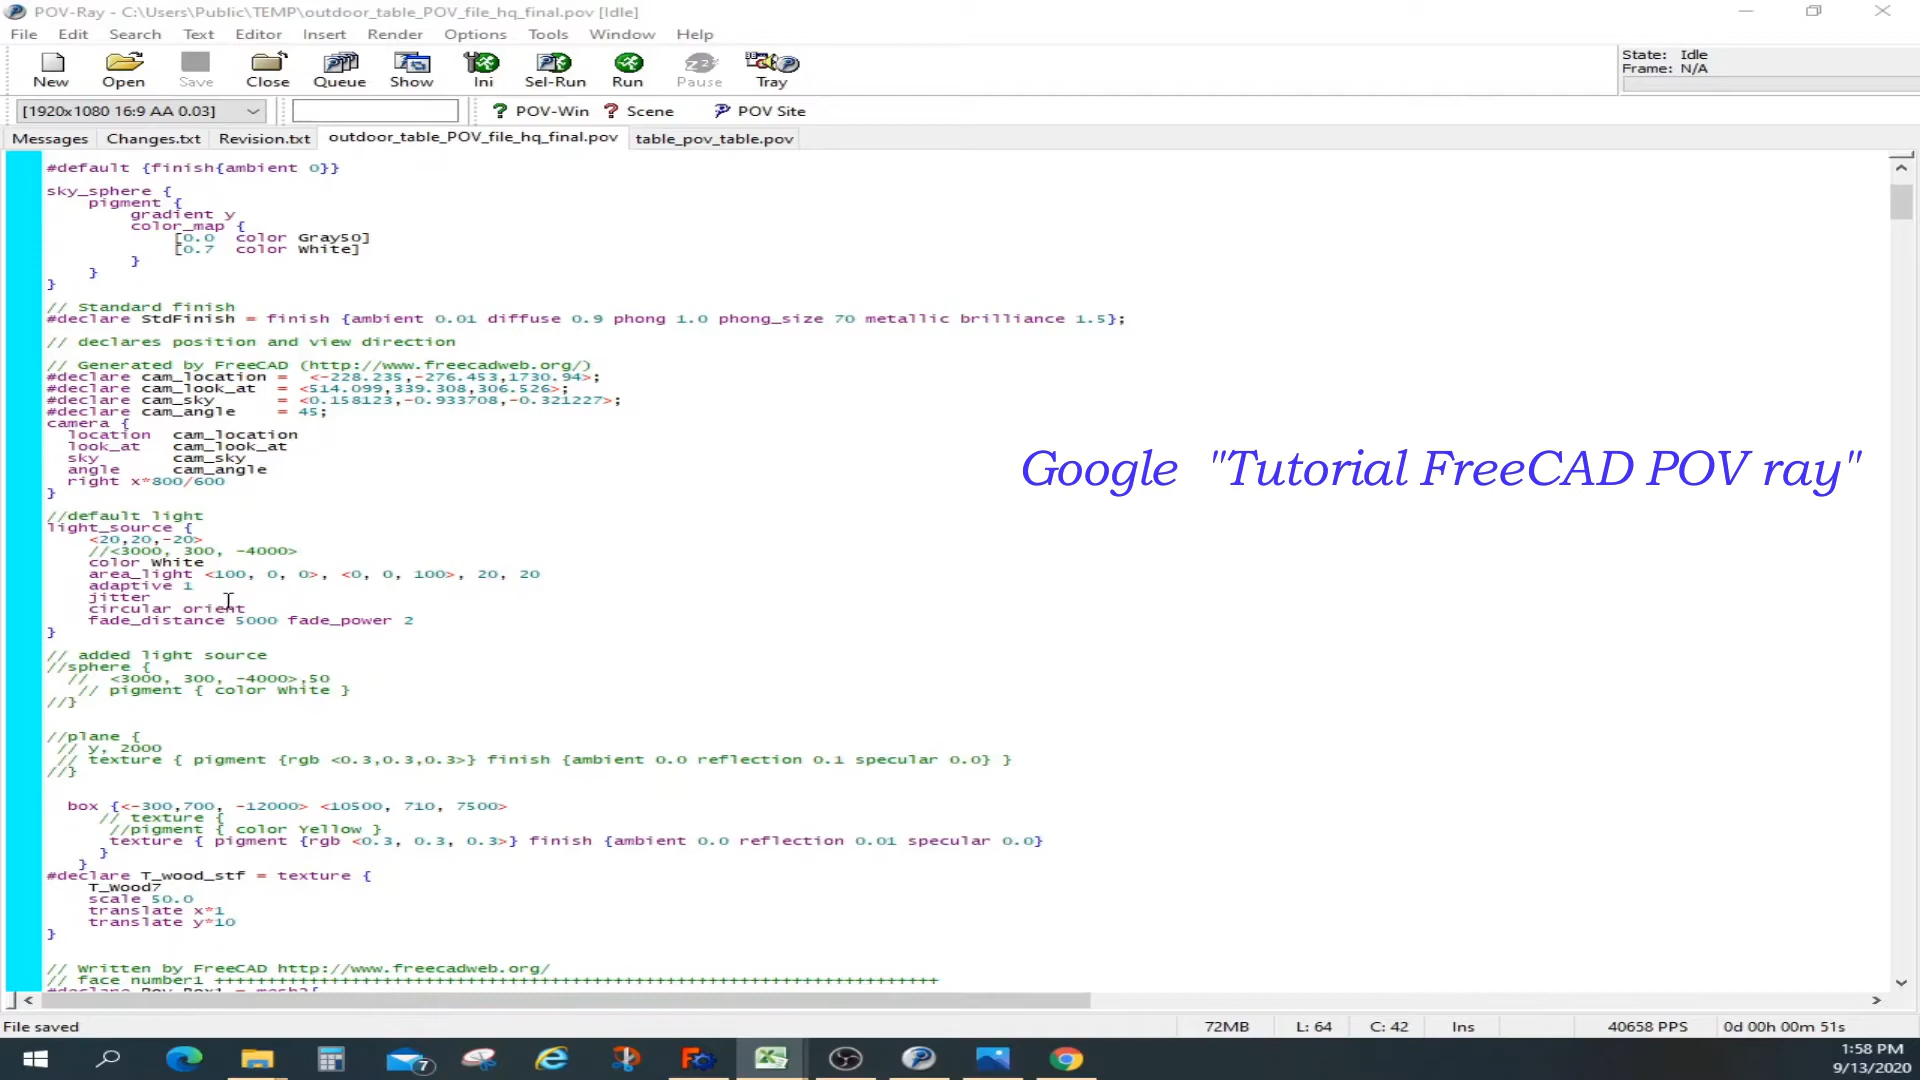 POV-Ray - C:\Users\Public\TEMP\outdoor_table_POV_file_hq_final.pov [Idle]
File Edit Search Text Editor Insert Render Options Tools Window Help
New Open Save Close Queue Show Ini Sel-Run Run Pause Tray
State: Idle
Frame: N/A
[1920x1080 16:9 AA 0.03] ? POV-Win ? Scene POV Site
Messages Changes.txt Revision.txt outdoor_table_POV_file_hq_final.pov table_pov_table.pov
#default {finish{ambient 0}}
sky_sphere {
pigment {
gradient y
color_map {
[0.0 color Gray50]
[0.7 color White]
}
}
}
// Standard finish
#declare StdFinish = finish {ambient 0.01 diffuse 0.9 phong 1.0 phong_size 70 metallic brilliance 1.5};
// declares position and view direction
// Generated by FreeCAD (http://www.freecadweb.org/)
#declare cam_location = <-228.235,-276.453,1730.94>;
#declare cam_look_at = <514.099,339.308,306.526>;
#declare cam_sky = <0.158123,-0.933708,-0.321227>;
#declare cam_angle = 45;
camera {
location cam_location
look_at cam_look_at
sky cam_sky
angle cam_angle
right x*800/600
}
Google "Tutorial FreeCAD POV ray"
//default light
light_source {
<20,20,-20>
//<3000, 300, -4000>
color White
area_light <100, 0, 0>, <0, 0, 100>, 20, 20
adaptive 1
jitter
circular orient
fade_distance 5000 fade_power 2
}
// added light source
//sphere {
// <3000, 300, -4000>,50
// pigment { color White }
//}
//plane {
// y, 2000
// texture { pigment {rgb <0.3,0.3,0.3>} finish {ambient 0.0 reflection 0.1 specular 0.0} }
//}
box {<-300,700, -12000> <10500, 710, 7500>
// texture {
//pigment { color Yellow }
texture { pigment {rgb <0.3, 0.3, 0.3>} finish {ambient 0.0 reflection 0.01 specular 0.0}
}
}
#declare T_wood_stf = texture {
T_Wood7
scale 50.0
translate x*1
translate y*10
}
// Written by FreeCAD http://www.freecadweb.org/
// face number1 +++++++++++++++++++++++++++++++++++++++++++++++++++++++++++++++++++++
#declare Pov_Box1 = mesh2{
File saved 72MB L: 64 C: 42 Ins 40658 PPS 0d 00h 00m 51s
7
1:58 PM
9/13/2020